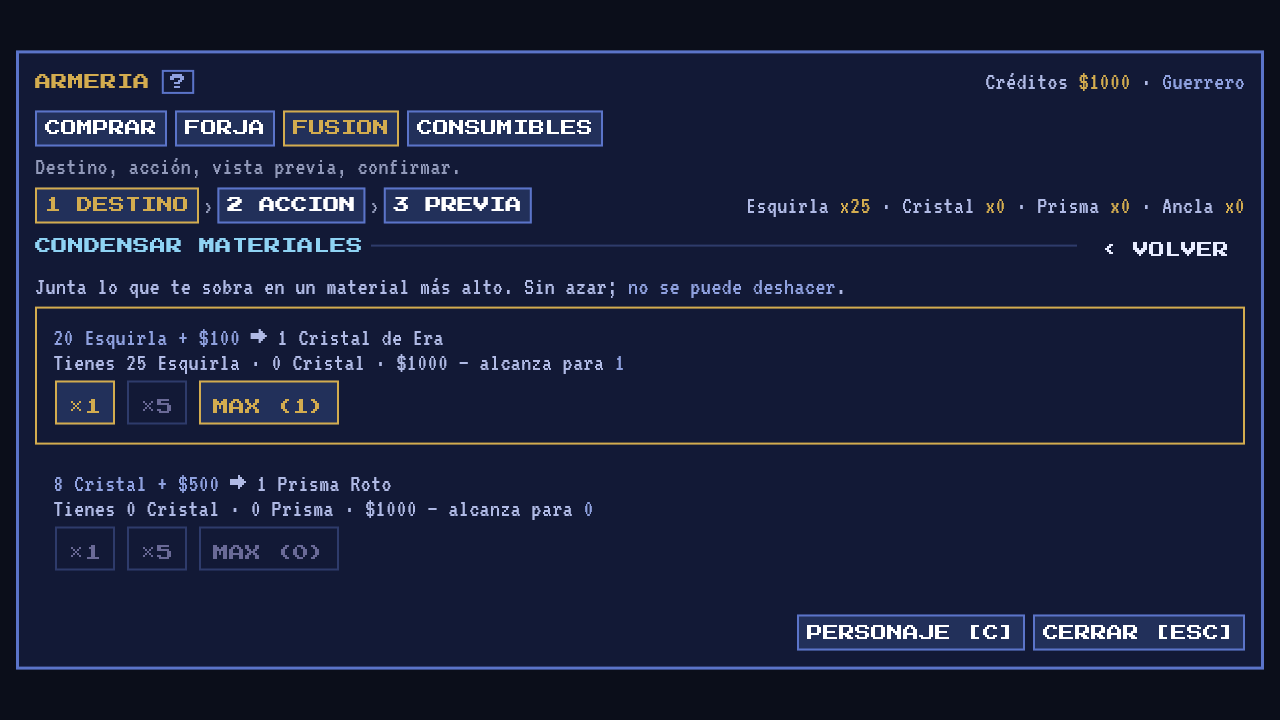 ARMERIA ? Créditos $1000 · Guerrero
COMPRAR FORJA FUSION CONSUMIBLES
Destino, acción, vista previa, confirmar.
1 DESTINO › 2 ACCION › 3 PREVIA Esquirla x25 · Cristal x0 · Prisma x0 · Ancla x0
CONDENSAR MATERIALES ‹ VOLVER
Junta lo que te sobra en un material más alto. Sin azar; no se puede deshacer.
20 Esquirla + $100 ➡ 1 Cristal de Era
Tienes 25 Esquirla · 0 Cristal · $1000 — alcanza para 1
×1 ×5 MAX (1)
8 Cristal + $500 ➡ 1 Prisma Roto
Tienes 0 Cristal · 0 Prisma · $1000 — alcanza para 0
×1 ×5 MAX (0)
PERSONAJE [C] CERRAR [ESC]